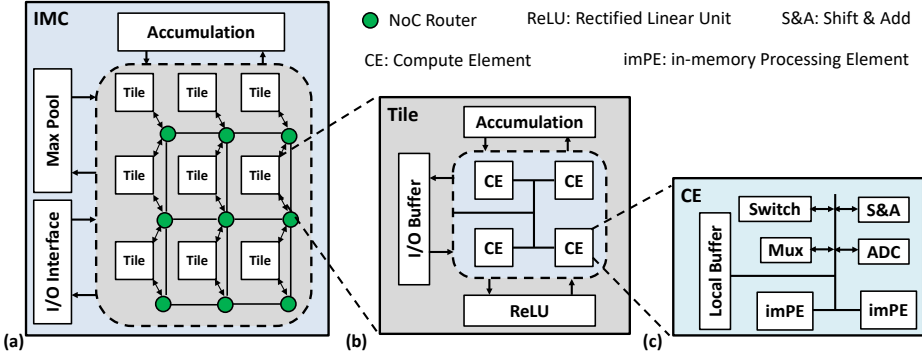 IMC
Accumulation
Max Pool
I/O Interface
Tile Tile Tile
Tile Tile Tile
Tile Tile Tile
(a)
NoC Router ReLU: Rectified Linear Unit S&A: Shift & Add
CE: Compute Element imPE: in-memory Processing Element
Tile
Accumulation
I/O Buffer
CE CE
CE CE
ReLU
(b)
CE
Local Buffer
Switch S&A
Mux ADC
imPE imPE
(c)